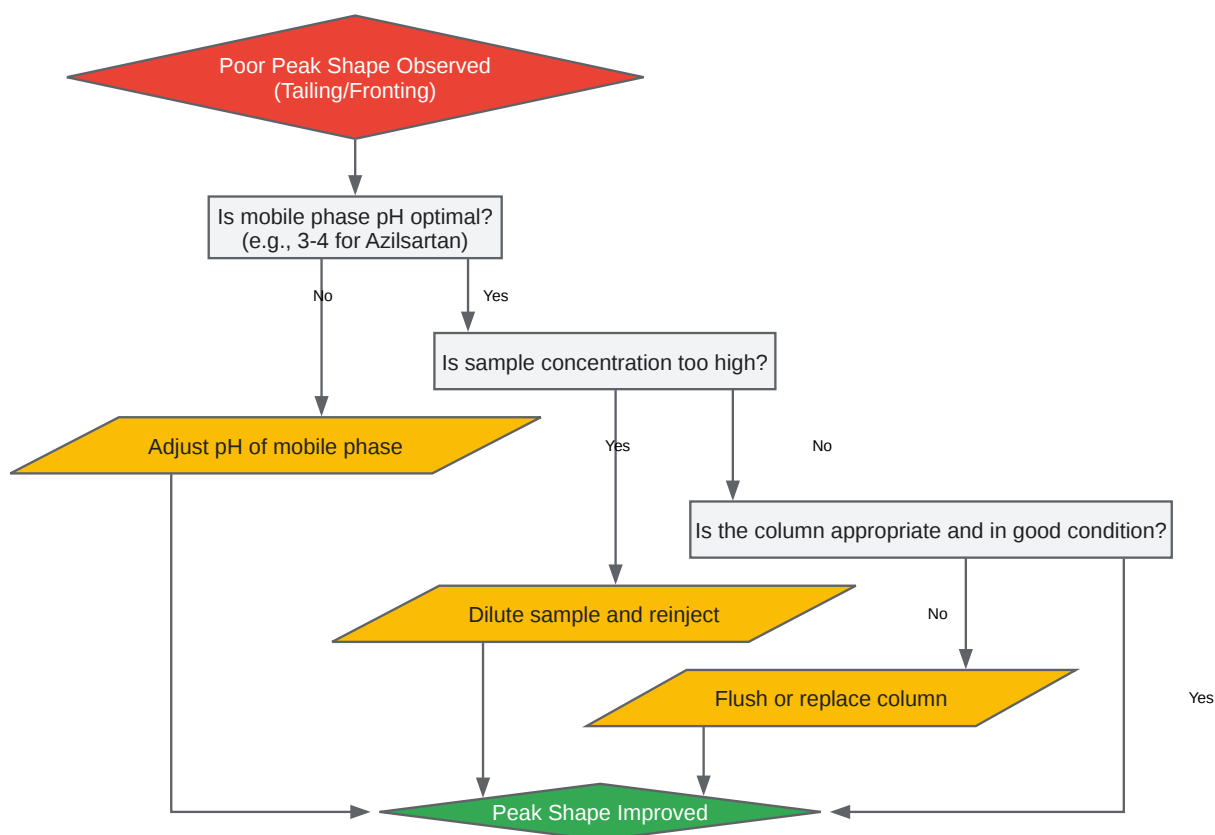 Poor Peak Shape Observed
(Tailing/Fronting)
Is mobile phase pH optimal?
(e.g., 3-4 for Azilsartan)
No
Yes
Is sample concentration too high?
Adjust pH of mobile phase
Yes
No
Is the column appropriate and in good condition?
Dilute sample and reinject
No
Flush or replace column
Yes
Peak Shape Improved